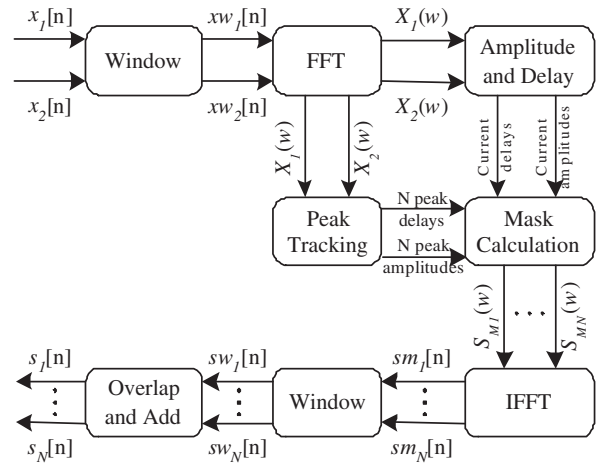 x1[n]
xw1[n]
X1(w)
Window
FFT
Amplitude
and Delay
x2[n]
xw2[n]
X2(w)
X1(w)
X2(w)
Current
delays
Current
amplitudes
Peak
Tracking
N peak
delays
N peak
amplitudes
Mask
Calculation
SM1(w)
. . .
SMN(w)
s1[n]
sw1[n]
sm1[n]
Overlap
and Add
Window
IFFT
sN[n]
swN[n]
smN[n]